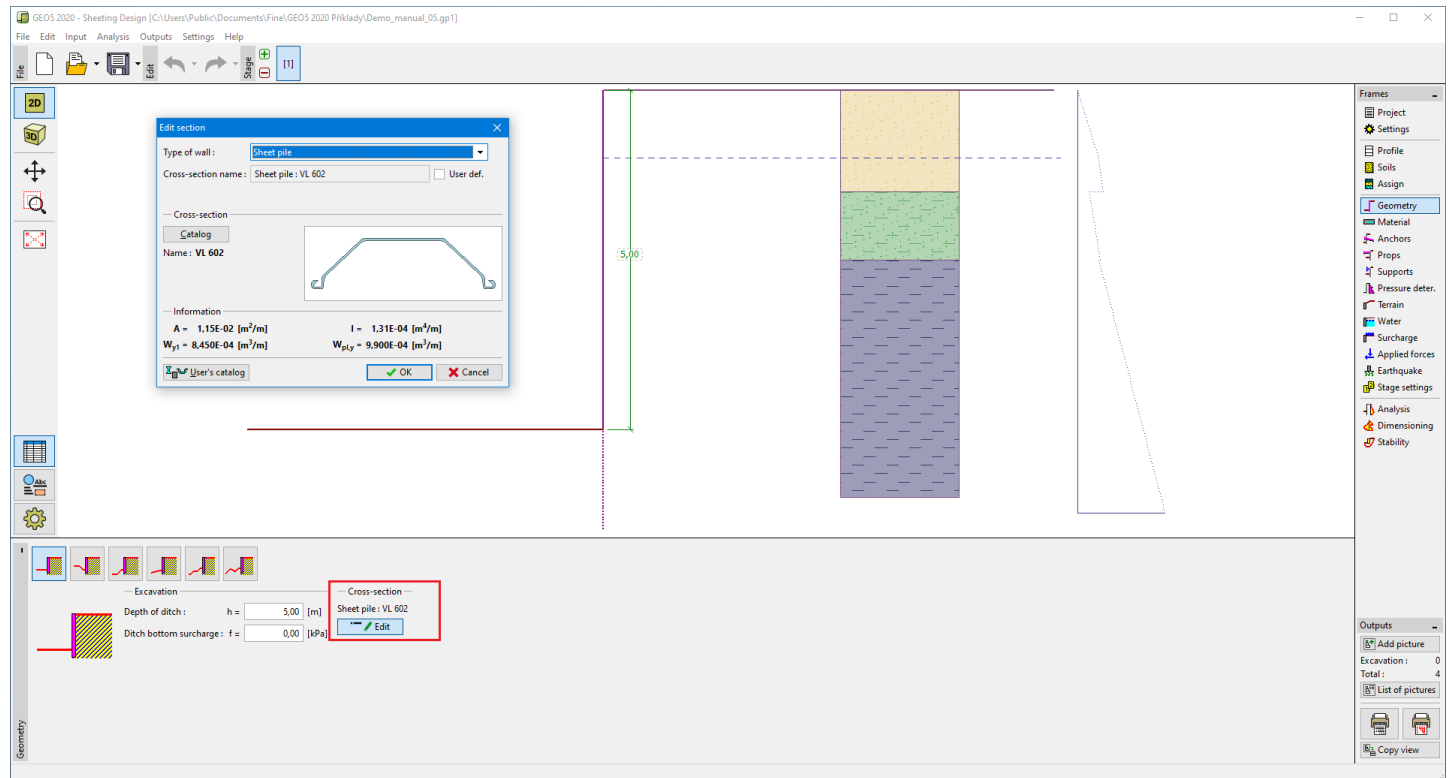 GEO5 2020 - Sheeting Design [C:\Users\Public\Documents\Fine\GEO5 2020 Příklady\Demo_manual_05.gp1]
File Edit Input Analysis Outputs Settings Help
File
Edit
Stage
[1]
2D
3D
Edit section
Type of wall : Sheet pile
Cross-section name : Sheet pile : VL 602 User def.
Cross-section
Catalog
Name : VL 602
Information
A = 1,15E-02 [m²/m] I = 1,31E-04 [m⁴/m]
Wy1 = 8,450E-04 [m³/m] Wpl,y = 9,900E-04 [m³/m]
User's catalog OK Cancel
5,00
Abc
Frames
Project
Settings
Profile
Soils
Assign
Geometry
Material
Anchors
Props
Supports
Pressure deter.
Terrain
Water
Surcharge
Applied forces
Earthquake
Stage settings
Analysis
Dimensioning
Stability
Geometry
Excavation
Depth of ditch : h = 5,00 [m]
Ditch bottom surcharge : f = 0,00 [kPa]
Cross-section
Sheet pile : VL 602
Edit
Outputs
Add picture
Excavation : 0
Total : 4
List of pictures
Copy view